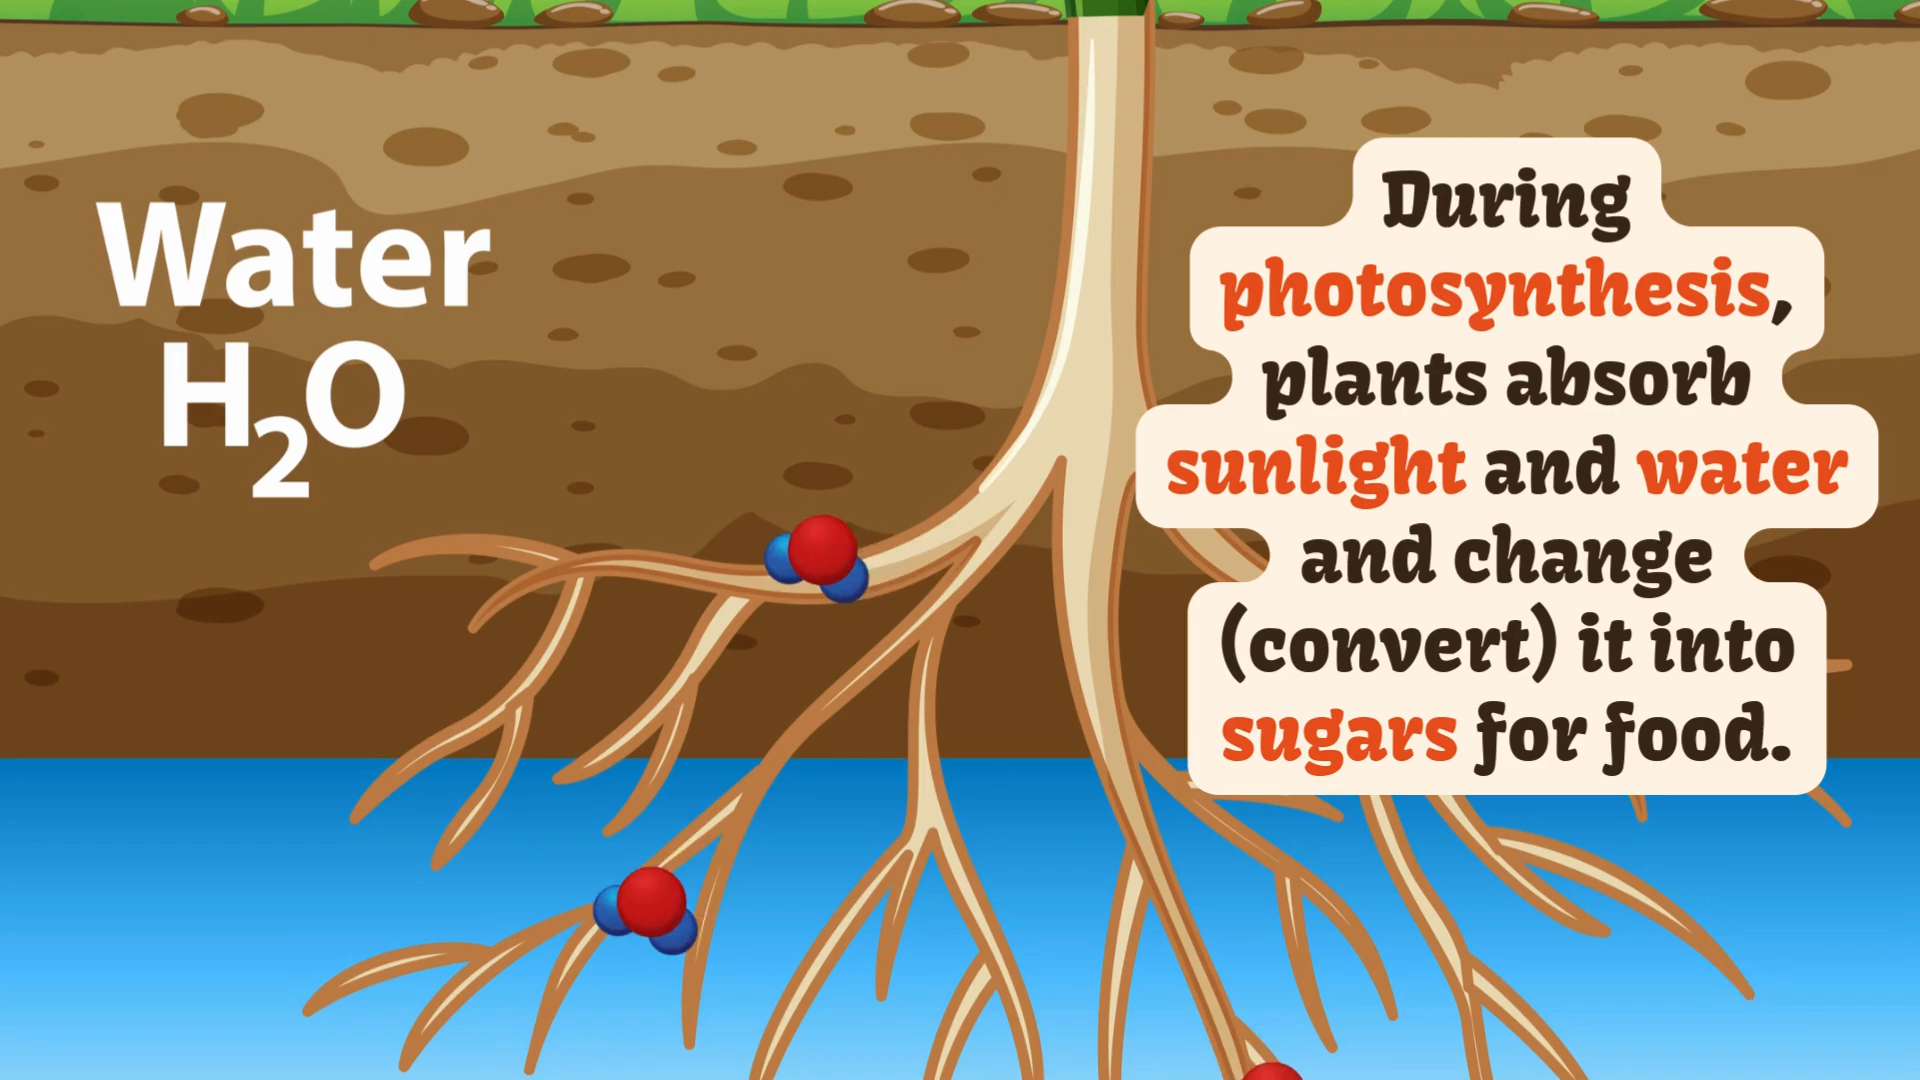 Water
H₂O
During
photosynthesis,
plants absorb
sunlight and water
and change
(convert) it into
sugars for food.